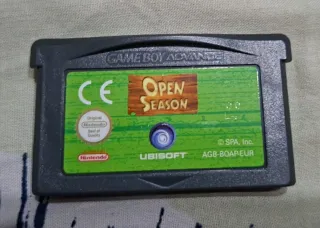 GAME BOY ADVANCE
CE
OPEN
SEASON
Original
Nintendo
Seal of
Quality
Nintendo
UBISOFT
© SPA, Inc.
AGB-BOAP-EUR